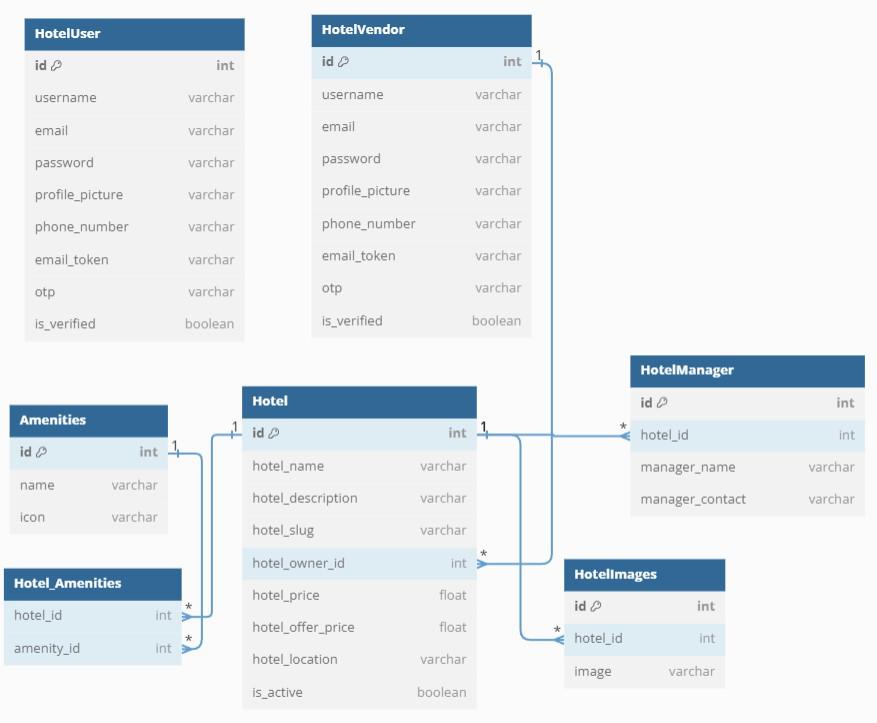 HotelUser
id int
username varchar
email varchar
password varchar
profile_picture varchar
phone_number varchar
email_token varchar
otp varchar
is_verified boolean
HotelVendor
id int 1
username varchar
email varchar
password varchar
profile_picture varchar
phone_number varchar
email_token varchar
otp varchar
is_verified boolean
HotelManager
id int
* hotel_id int
manager_name varchar
manager_contact varchar
Amenities
id int 1
name varchar
icon varchar
Hotel
1 id int 1
hotel_name varchar
hotel_description varchar
hotel_slug varchar
hotel_owner_id int *
hotel_price float
hotel_offer_price float
hotel_location varchar
is_active boolean
Hotel_Amenities
hotel_id int *
amenity_id int *
HotelImages
id int
* hotel_id int
image varchar